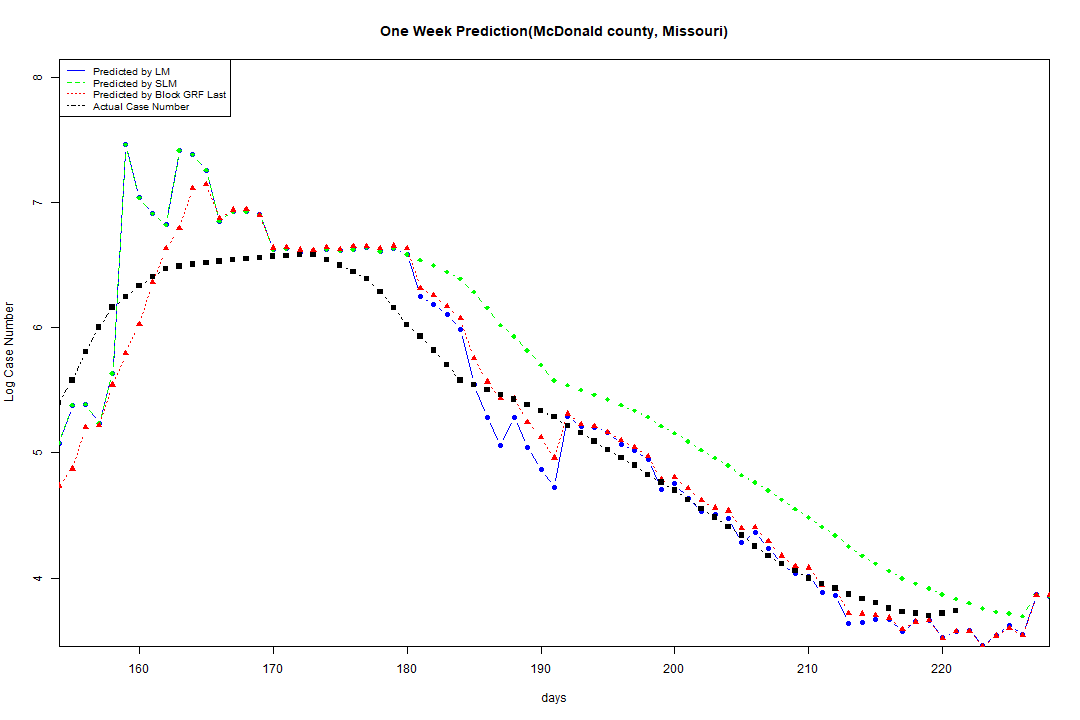 One Week Prediction(McDonald county, Missouri)
Predicted by LM
Predicted by SLM
Predicted by Block GRF Last
Actual Case Number
8
7
6
5
4
Log Case Number
160 170 180 190 200 210 220
days